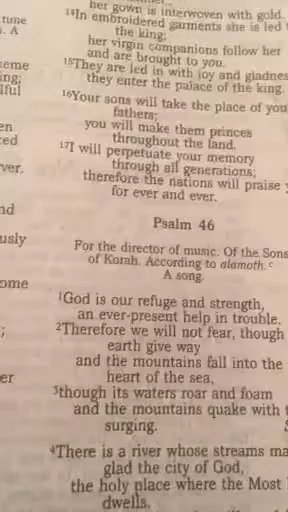 her gown is interwoven with gold.
14In embroidered garments she is led
the king;
her virgin companions follow her
and are brought to you.
15They are led in with joy and gladnes
they enter the palace of the king.
16Your sons will take the place of you
fathers;
you will make them princes
throughout the land.
17I will perpetuate your memory
through all generations;
therefore the nations will praise
for ever and ever.
Psalm 46
For the director of music. Of the Sons
of Korah. According to alamoth. c
A song.
1God is our refuge and strength,
an ever-present help in trouble.
2Therefore we will not fear, though
earth give way
and the mountains fall into the
heart of the sea,
3though its waters roar and foam
and the mountains quake with
surging.
4There is a river whose streams ma
glad the city of God,
the holy place where the Most
dwells.